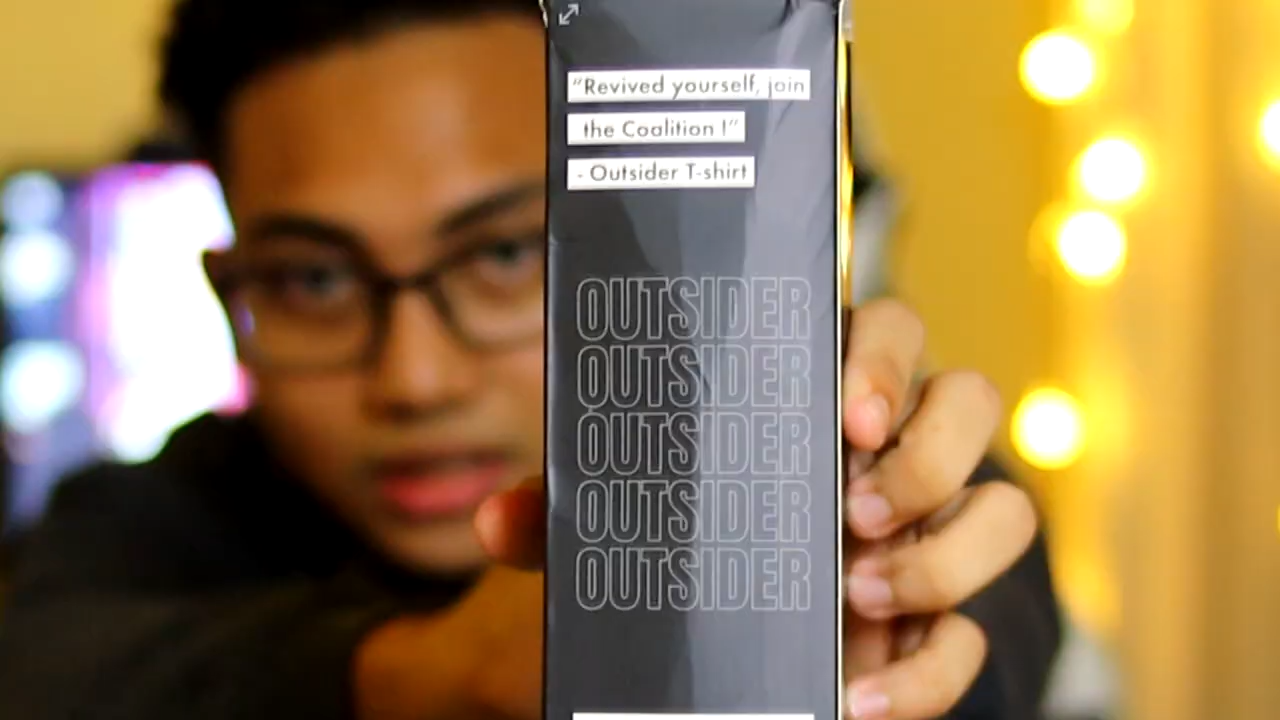 "Revived yourself, join
the Coalition !"
- Outsider T-shirt
OUTSIDER
OUTSIDER
OUTSIDER
OUTSIDER
OUTSIDER